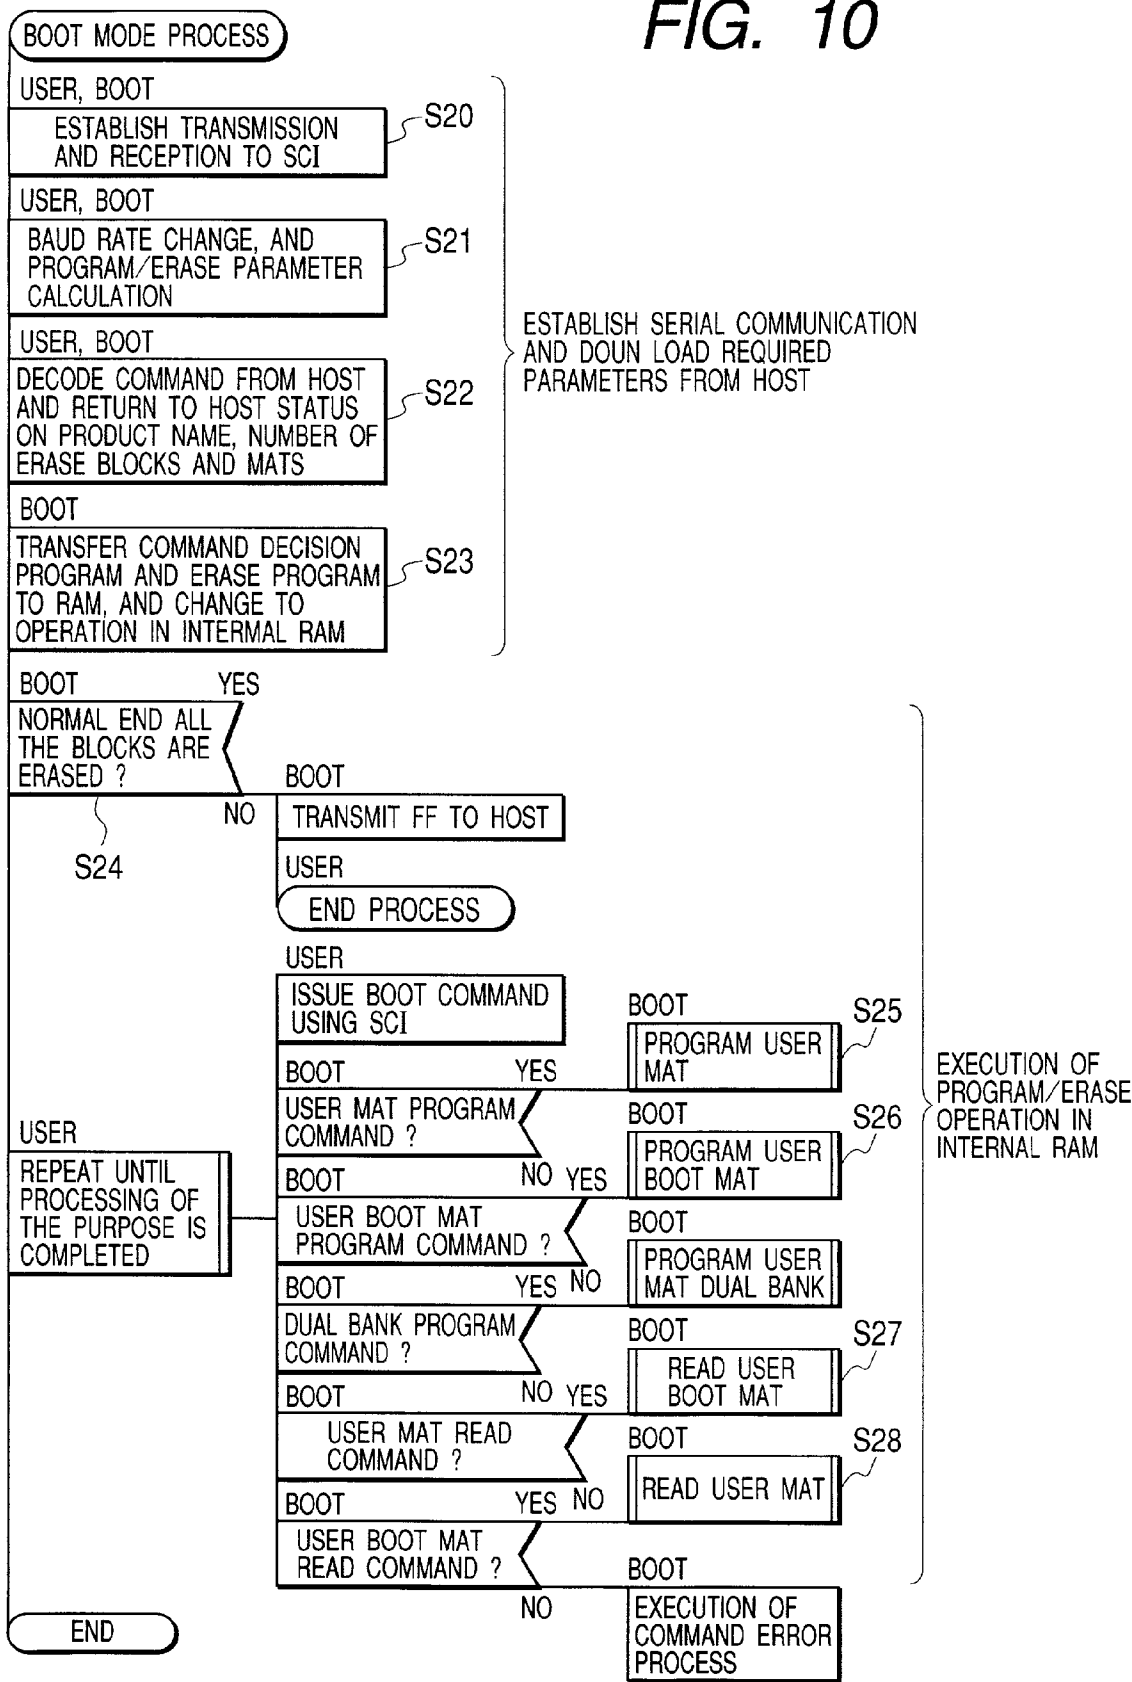 FIG. 10
BOOT MODE PROCESS
USER, BOOT
ESTABLISH TRANSMISSION
AND RECEPTION TO SCI
S20
USER, BOOT
BAUD RATE CHANGE, AND
PROGRAM/ERASE PARAMETER
CALCULATION
S21
USER, BOOT
DECODE COMMAND FROM HOST
AND RETURN TO HOST STATUS
ON PRODUCT NAME, NUMBER OF
ERASE BLOCKS AND MATS
S22
BOOT
TRANSFER COMMAND DECISION
PROGRAM AND ERASE PROGRAM
TO RAM, AND CHANGE TO
OPERATION IN INTERMAL RAM
S23
ESTABLISH SERIAL COMMUNICATION
AND DOUN LOAD REQUIRED
PARAMETERS FROM HOST
BOOT YES
NORMAL END ALL
THE BLOCKS ARE
ERASED ?
NO
S24
BOOT
TRANSMIT FF TO HOST
USER
END PROCESS
USER
REPEAT UNTIL
PROCESSING OF
THE PURPOSE IS
COMPLETED
USER
ISSUE BOOT COMMAND
USING SCI
BOOT YES
USER MAT PROGRAM
COMMAND ?
NO
BOOT
PROGRAM USER
MAT
S25
BOOT YES
USER BOOT MAT
PROGRAM COMMAND ?
NO
BOOT
PROGRAM USER
BOOT MAT
S26
BOOT YES
DUAL BANK PROGRAM
COMMAND ?
NO
BOOT
PROGRAM USER
MAT DUAL BANK
BOOT YES
USER MAT READ
COMMAND ?
NO
BOOT
READ USER
BOOT MAT
S27
BOOT YES
USER BOOT MAT
READ COMMAND ?
NO
BOOT
READ USER MAT
S28
BOOT
EXECUTION OF
COMMAND ERROR
PROCESS
EXECUTION OF
PROGRAM/ERASE
OPERATION IN
INTERNAL RAM
END